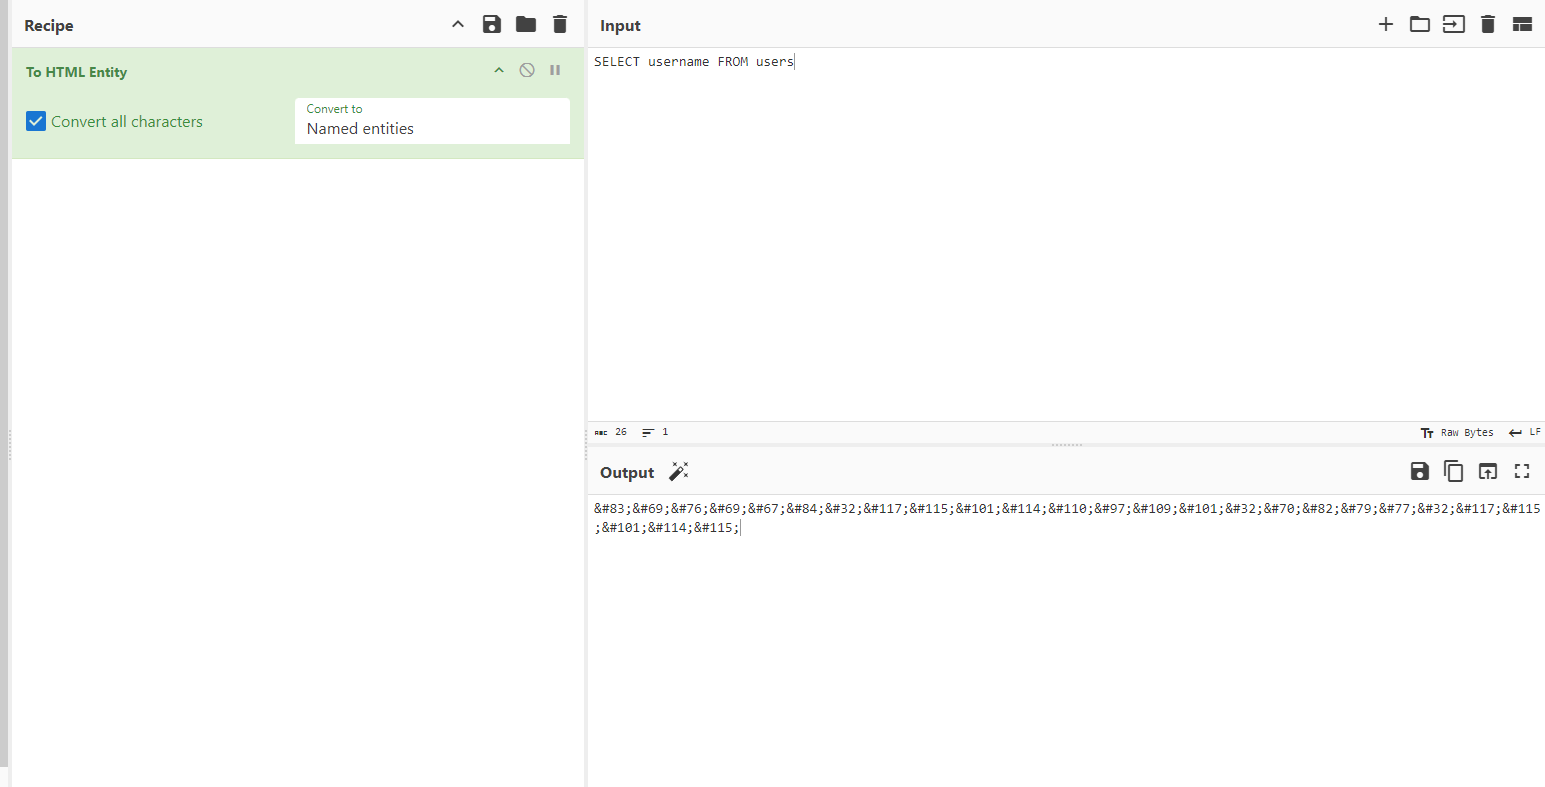 Recipe
To HTML Entity
Convert all characters
Convert to
Named entities
Input
SELECT username FROM users
ABC 26 1
Raw Bytes LF
Output
&#83;&#69;&#76;&#69;&#67;&#84;&#32;&#117;&#115;&#101;&#114;&#110;&#97;&#109;&#101;&#32;&#70;&#82;&#79;&#77;&#32;&#117;&#115
;&#101;&#114;&#115;